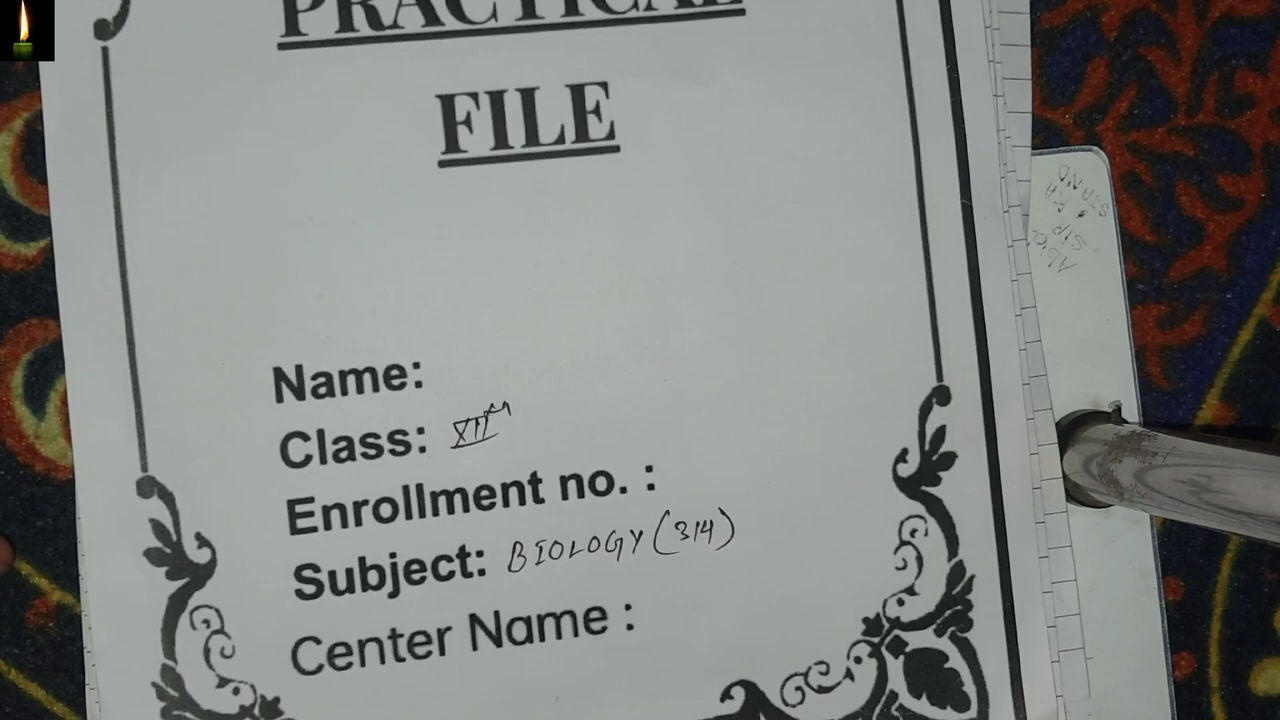 PRACTICAL
FILE
Name:
Class: XIIth
Enrollment no. :
Subject: BIOLOGY (314)
Center Name :